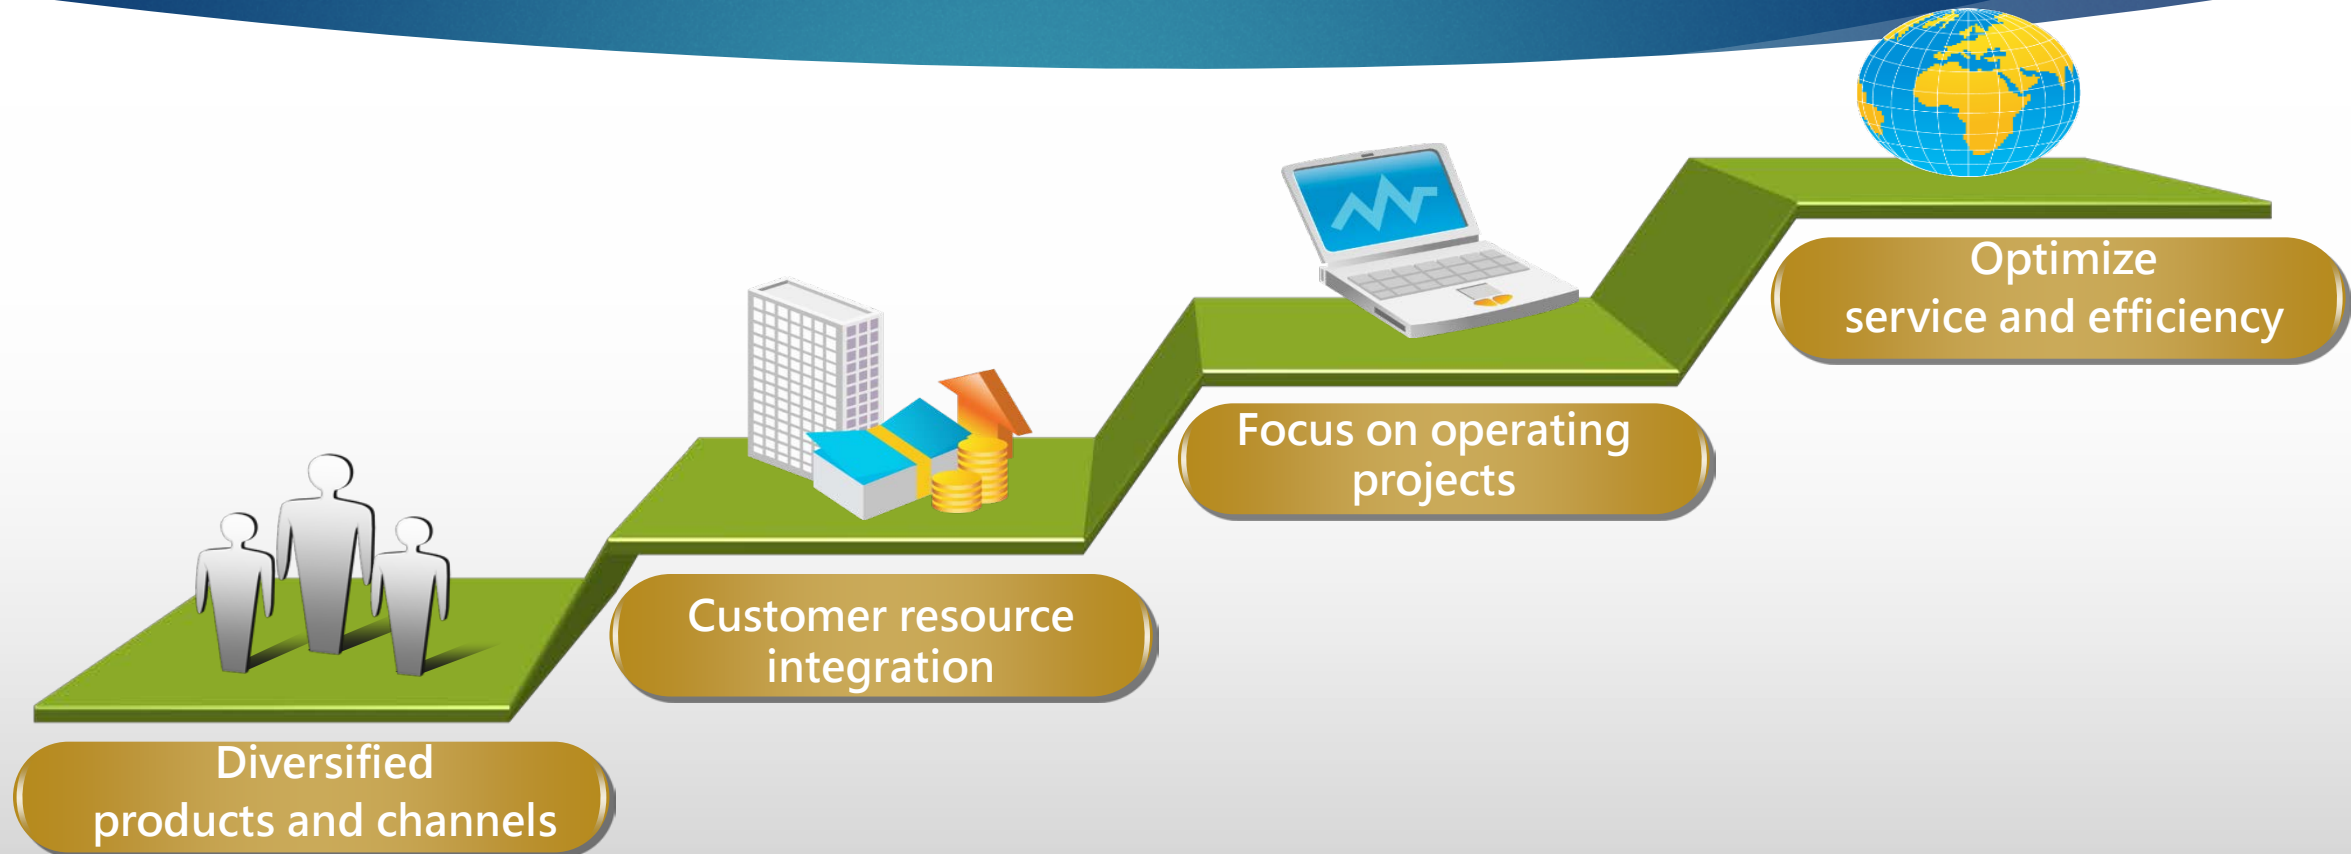 Optimize
service and efficiency
Focus on operating
projects
Customer resource
integration
Diversified
products and channels